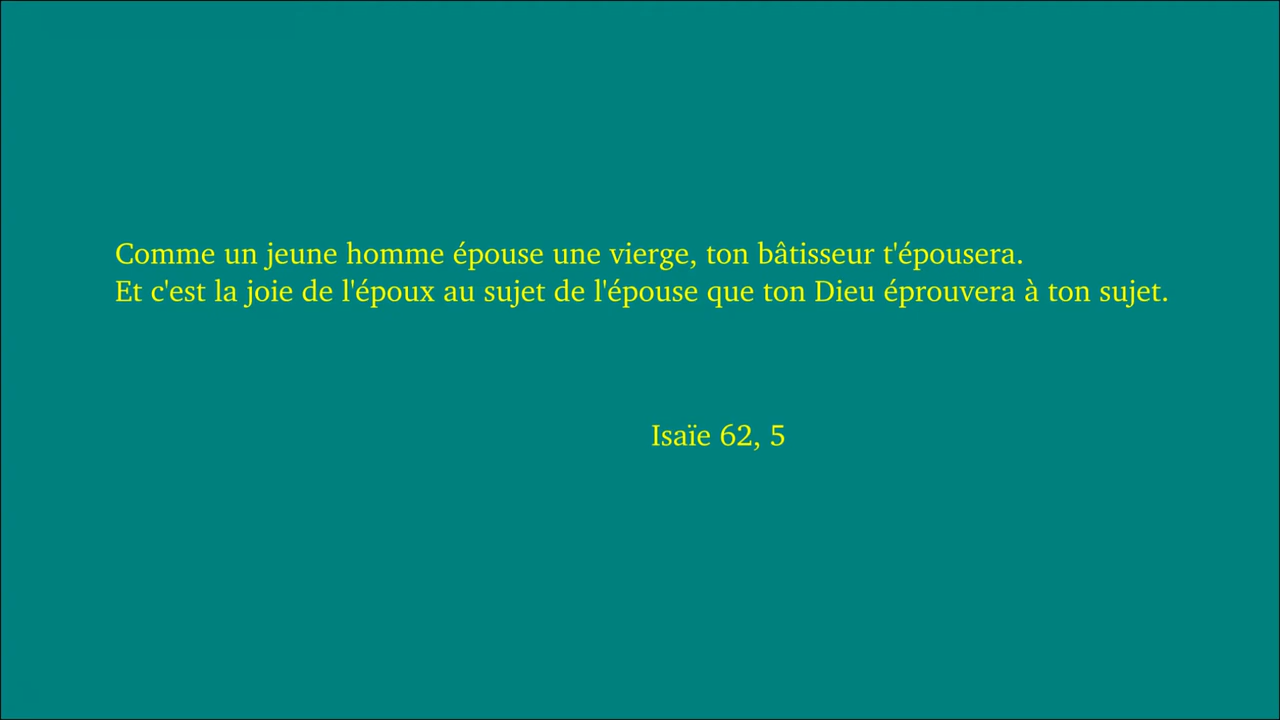 Comme un jeune homme épouse une vierge, ton bâtisseur t'épousera.
Et c'est la joie de l'époux au sujet de l'épouse que ton Dieu éprouvera à ton sujet.
Isaïe 62, 5